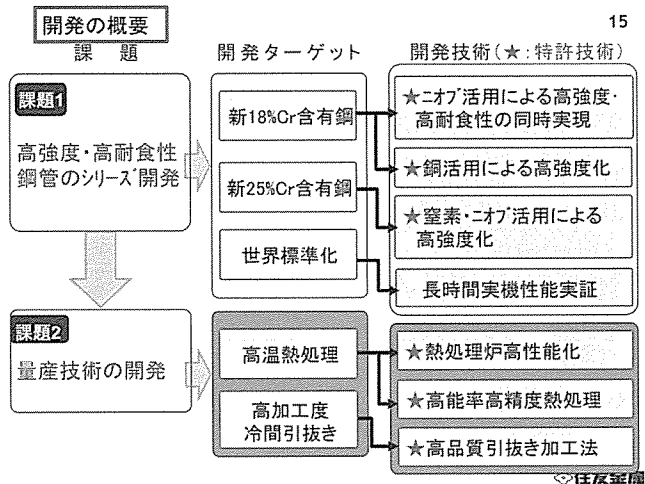 開発の概要
15
課 題
開発ターゲット
開発技術(★:特許技術)
課題1
高強度・高耐食性
鋼管のシリーズ開発
新18%Cr含有鋼
新25%Cr含有鋼
世界標準化
★ニオブ活用による高強度・
高耐食性の同時実現
★銅活用による高強度化
★窒素・ニオブ活用による
高強度化
長時間実機性能実証
課題2
量産技術の開発
高温熱処理
高加工度
冷間引抜き
★熱処理炉高性能化
★高能率高精度熱処理
★高品質引抜き加工法
住友金属